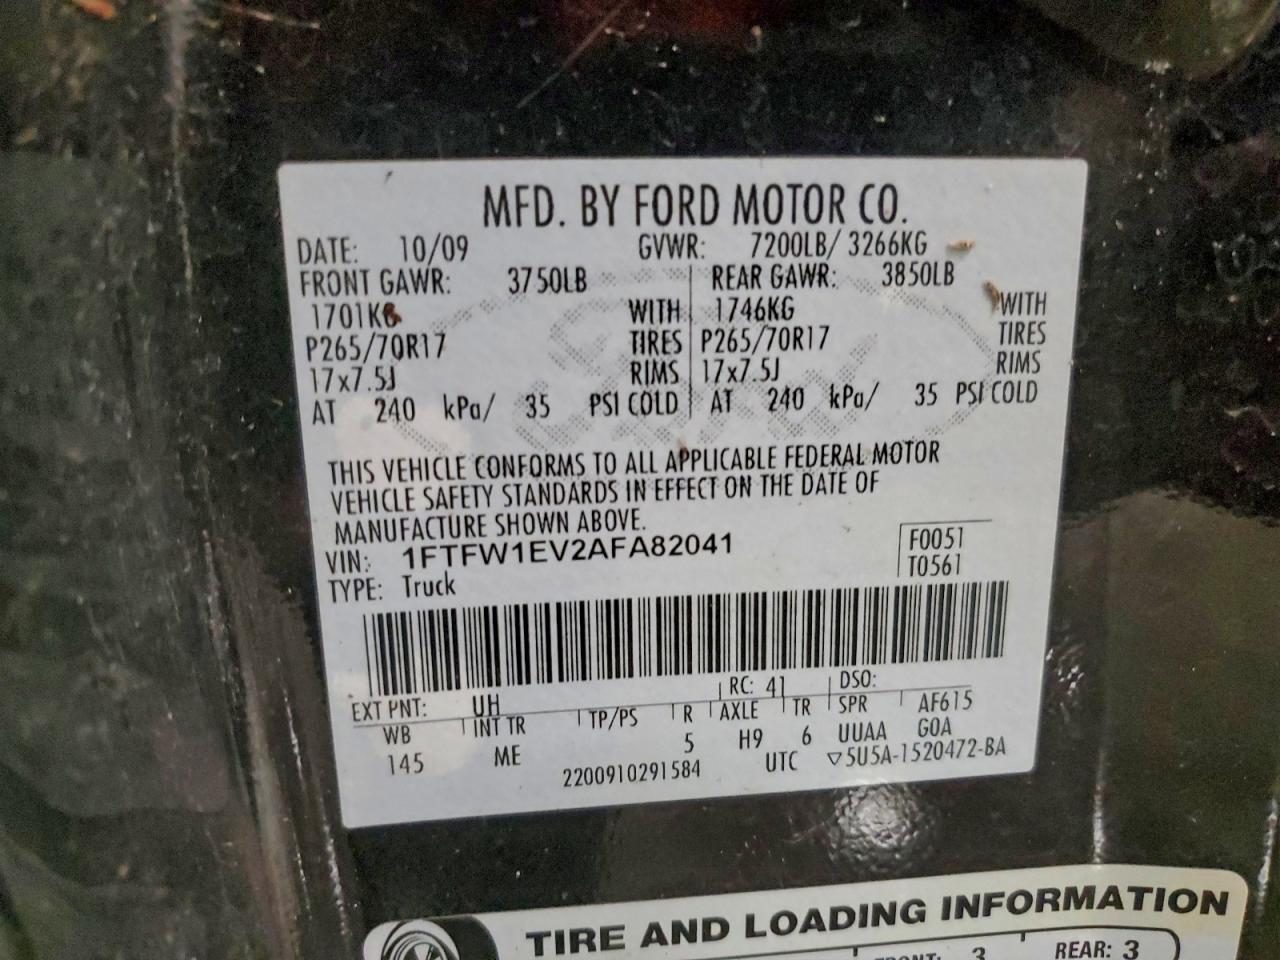 MFD. BY FORD MOTOR CO.
DATE: 10/09 GVWR: 7200LB/ 3266KG
FRONT GAWR: 3750LB REAR GAWR: 3850LB
1701KG WITH 1746KG WITH
P265/70R17 TIRES P265/70R17 TIRES
17x7.5J RIMS 17x7.5J RIMS
AT 240 kPa/ 35 PSI COLD AT 240 kPa/ 35 PSI COLD
THIS VEHICLE CONFORMS TO ALL APPLICABLE FEDERAL MOTOR
VEHICLE SAFETY STANDARDS IN EFFECT ON THE DATE OF
MANUFACTURE SHOWN ABOVE.
VIN: 1FTFW1EV2AFA82041 F0051
TYPE: Truck T0561
EXT PNT: UH RC: 41 DSO:
WB INT TR TP/PS R AXLE TR SPR AF615
145 ME 5 H9 6 UUAA GOA
2200910291584 UTC ▽5U5A-1520472-BA
TIRE AND LOADING INFORMATION
FRONT: 3 REAR: 3